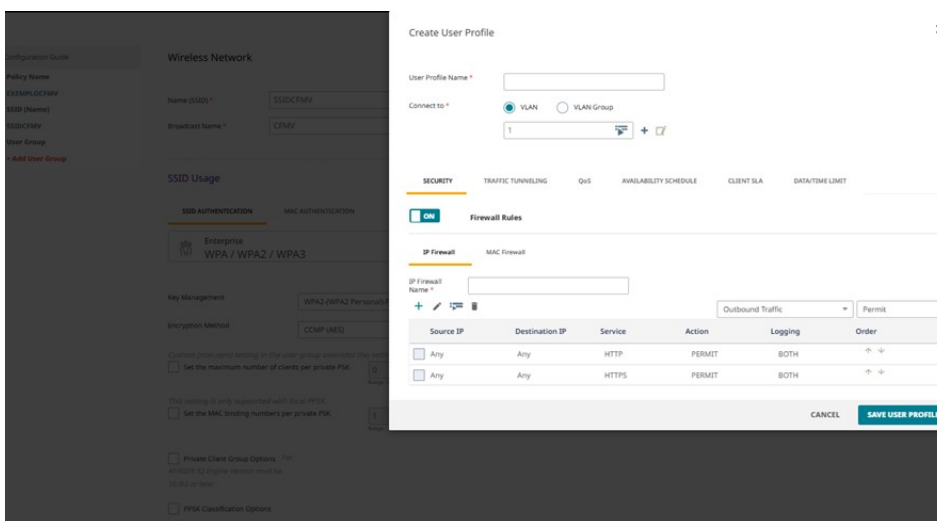 Configuration Guide
Policy Name
EXEMPLOCFMV
SSID (Name)
SSIDCFMV
User Group
+ Add User Group
Wireless Network
Name (SSID) *
SSIDCFMV
Broadcast Name *
CFMV
SSID Usage
SSID AUTHENTICATION
MAC AUTHENTICATION
Enterprise
WPA / WPA2 / WPA3
Key Management
WPA2-(WPA2 Personal)-P
Encryption Method
CCMP (AES)
Set the maximum number of clients per private PSK
0
This setting is only supported with local PPSK.
Set the MAC binding numbers per private PSK
1
Private Client Group Options
PPSK Classification Options
Create User Profile
User Profile Name *
Connect to *
VLAN
VLAN Group
1
SECURITY
TRAFFIC TUNNELING
QoS
AVAILABILITY SCHEDULE
CLIENT SLA
DATA/TIME LIMIT
ON
Firewall Rules
IP Firewall
MAC Firewall
IP Firewall
Name *
Outbound Traffic
Permit
Source IP Destination IP Service Action Logging Order
Any Any HTTP PERMIT BOTH
Any Any HTTPS PERMIT BOTH
CANCEL
SAVE USER PROFIL